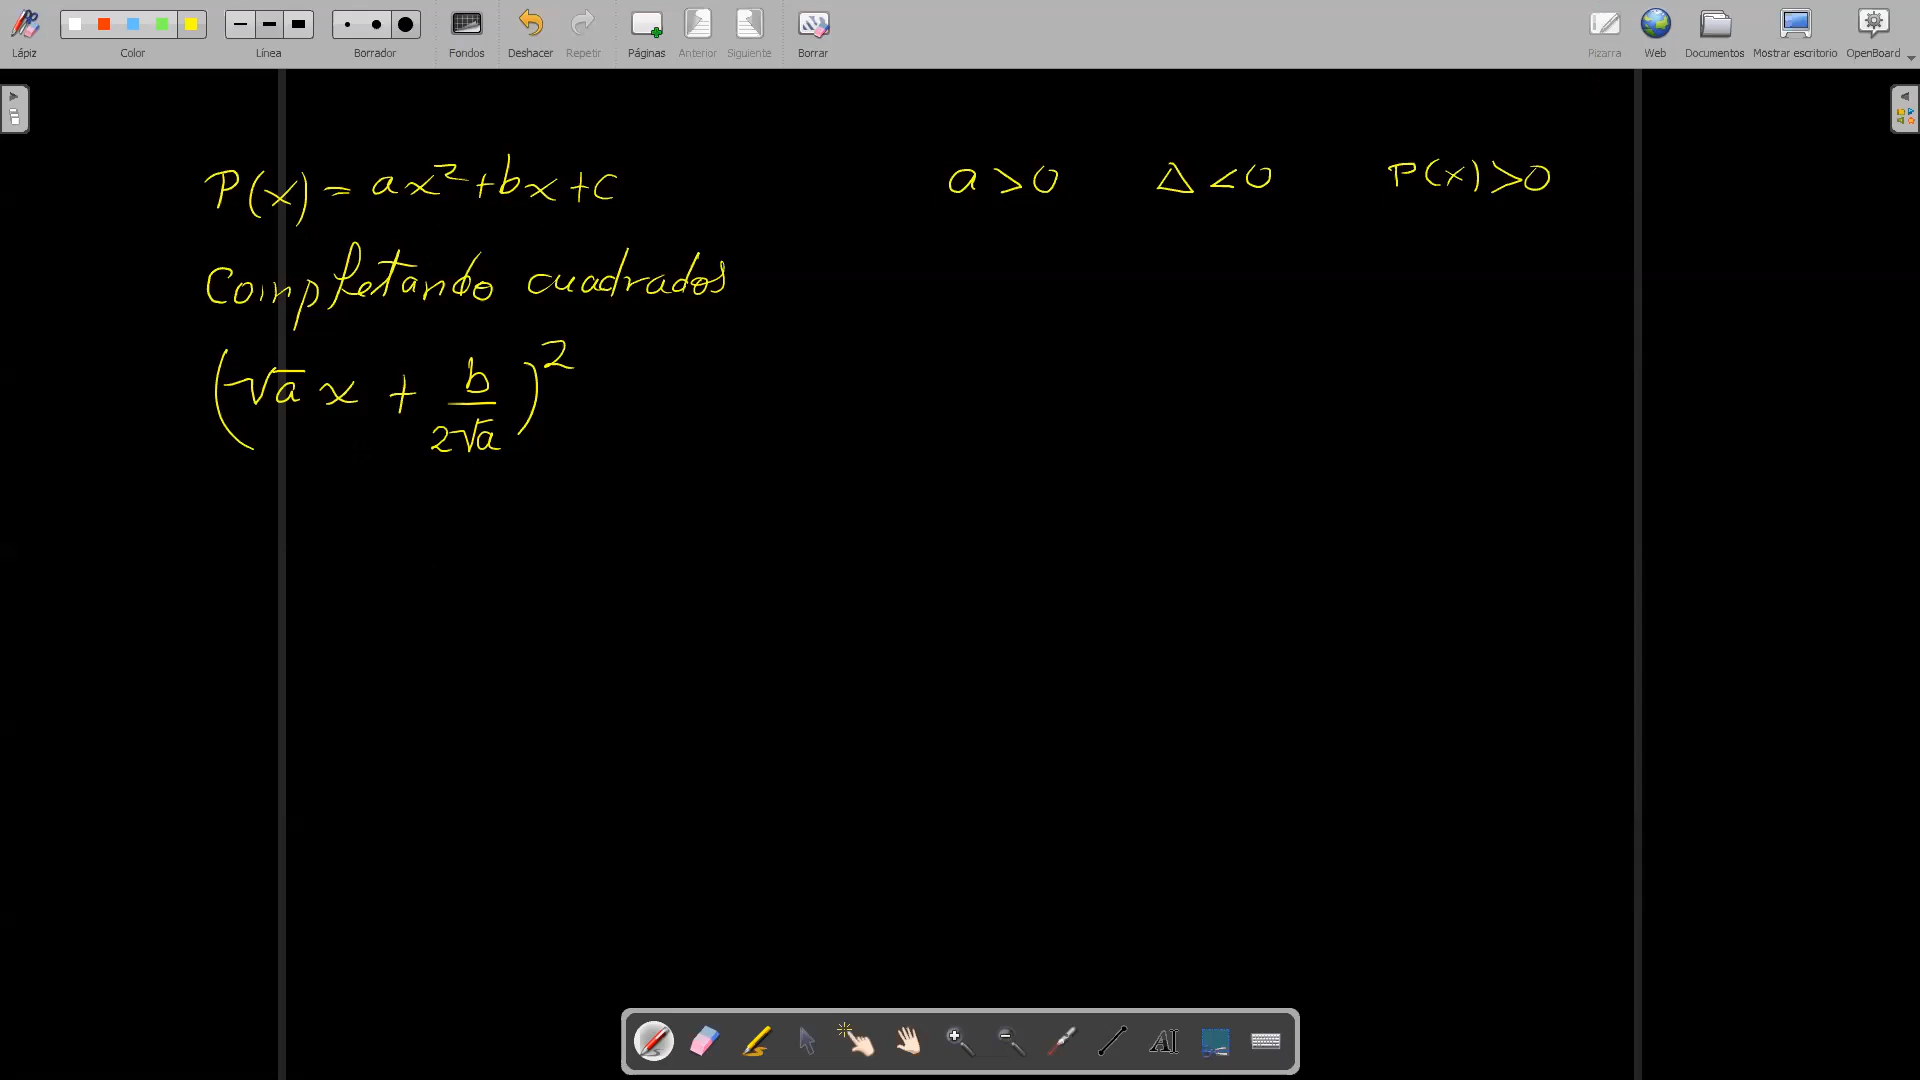 Lápiz Color Línea Borrador Fondos Deshacer Repetir Páginas Anterior Siguiente Borrar Pizarra Web Documentos Mostrar escritorio OpenBoard
P(x) = ax²+bx+c a>0 Δ<0 P(x)>0
Completando cuadrados
(√a x + b/2√a)²